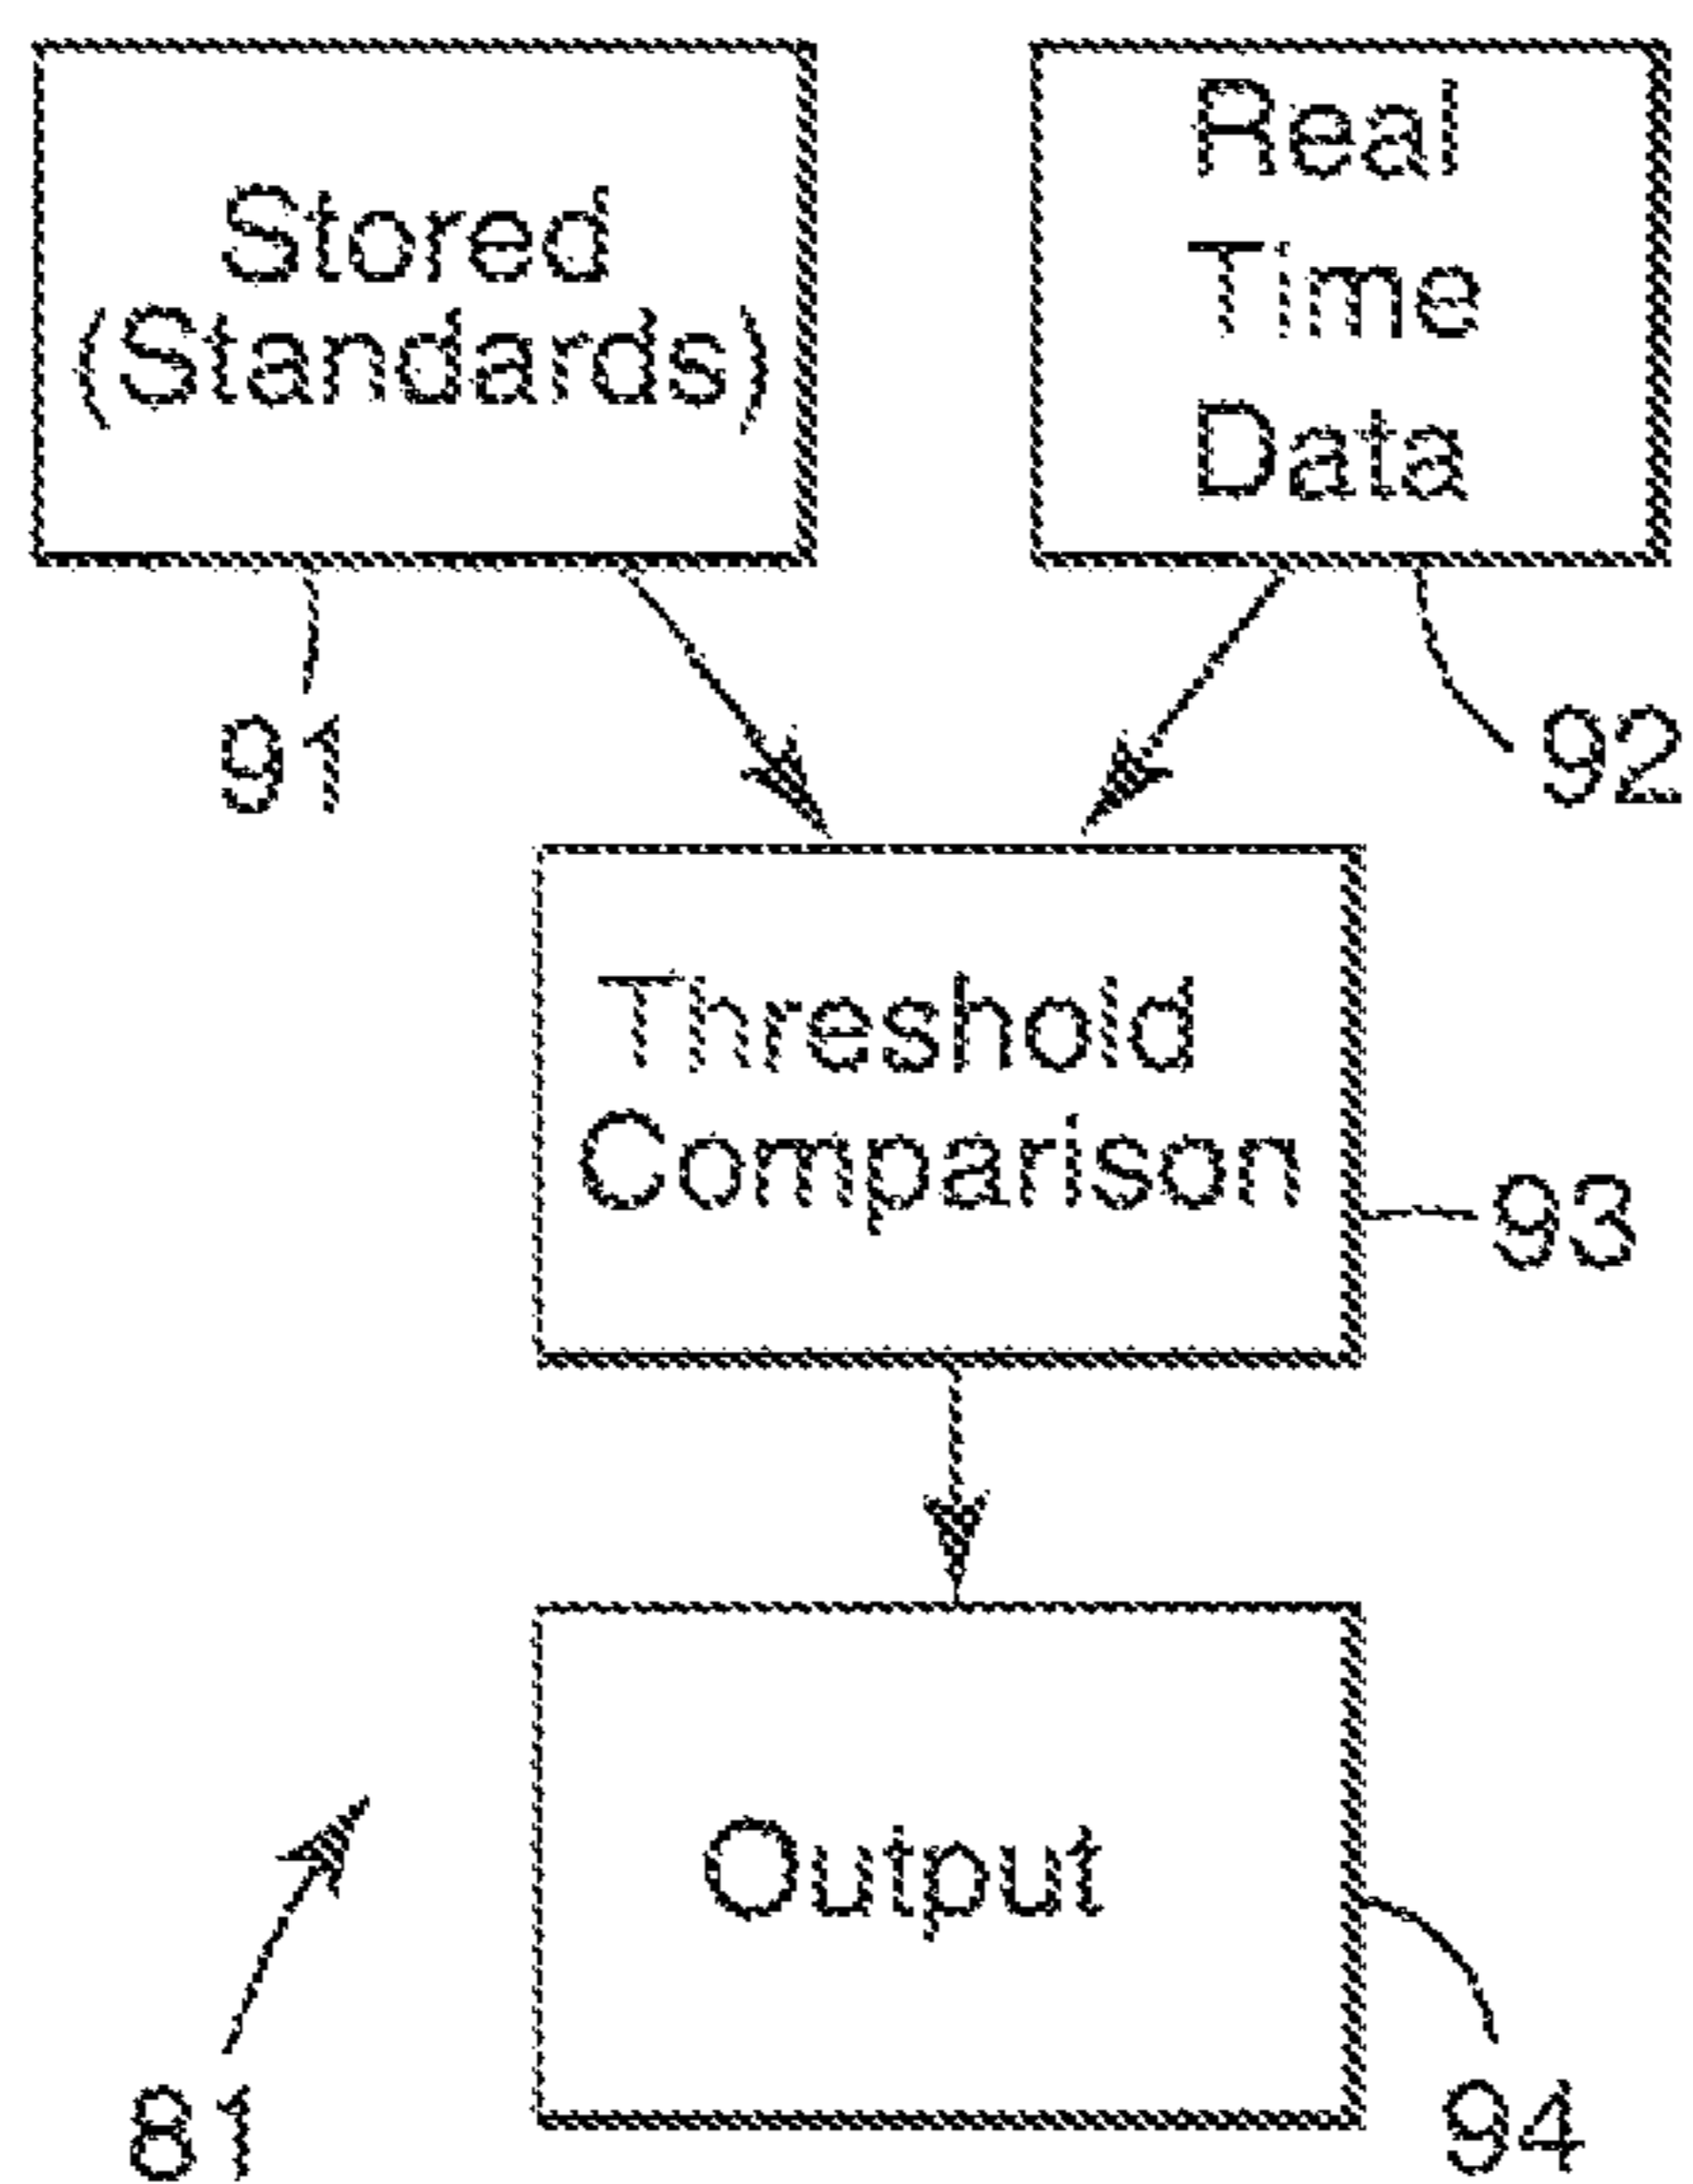 Stored
(Standards)
Real
Time
Data
91
92
Threshold
Comparison
93
Output
81
94